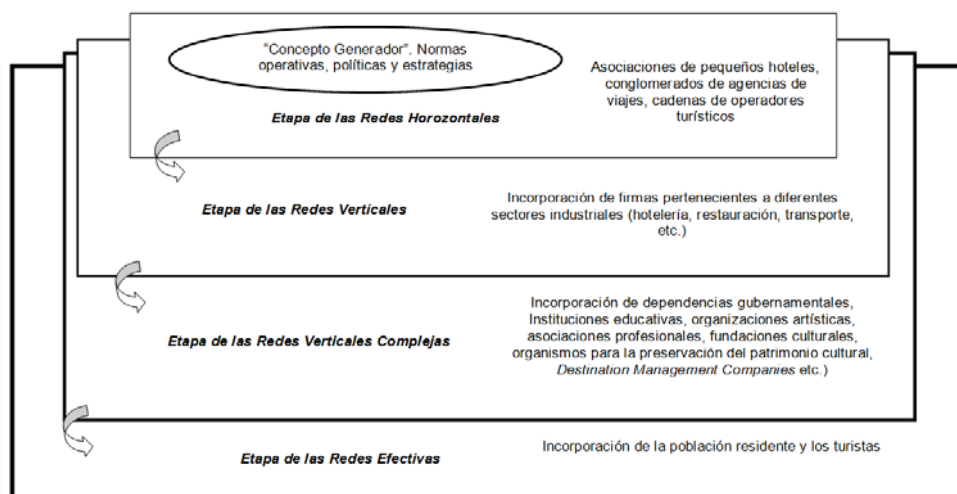 "Concepto Generador". Normas
operativas, políticas y estrategias
Asociaciones de pequeños hoteles,
conglomerados de agencias de
viajes, cadenas de operadores
turísticos
Etapa de las Redes Horozontales
Etapa de las Redes Verticales
Incorporación de firmas pertenecientes a diferentes
sectores industriales (hotelería, restauración, transporte,
etc.)
Incorporación de dependencias gubernamentales,
Instituciones educativas, organizaciones artísticas,
asociaciones profesionales, fundaciones culturales,
organismos para la preservación del patrimonio cultural,
Destination Management Companies etc.)
Etapa de las Redes Verticales Complejas
Incorporación de la población residente y los turistas
Etapa de las Redes Efectivas